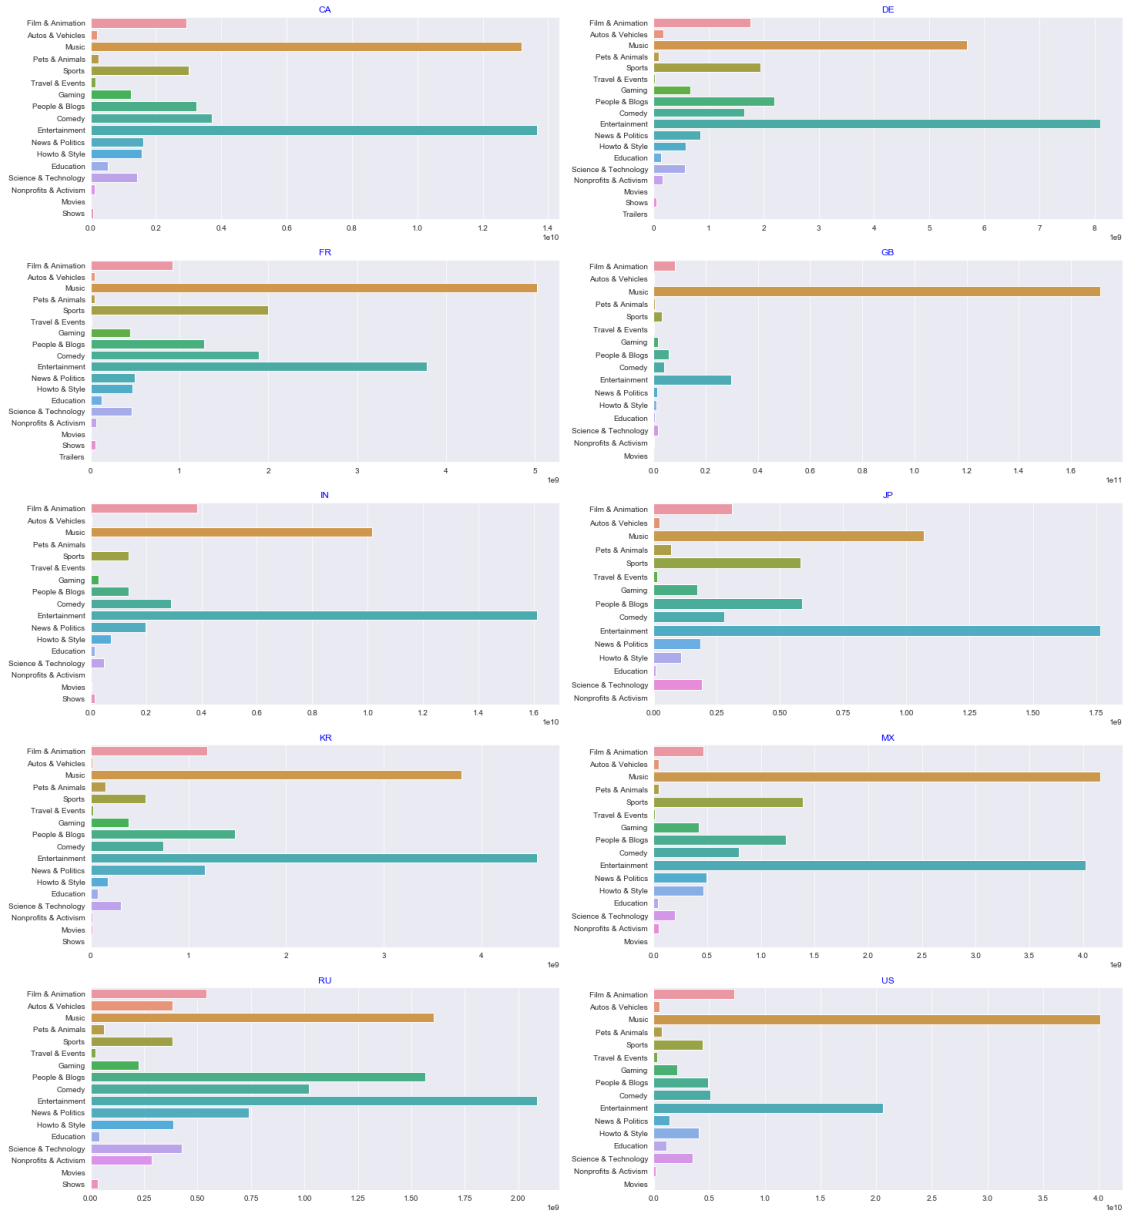 CA
Film & Animation
Autos & Vehicles
Music
Pets & Animals
Sports
Travel & Events
Gaming
People & Blogs
Comedy
Entertainment
News & Politics
Howto & Style
Education
Science & Technology
Nonprofits & Activism
Movies
Shows
0.0 0.2 0.4 0.6 0.8 1.0 1.2 1.4
1e10
DE
Film & Animation
Autos & Vehicles
Music
Pets & Animals
Sports
Travel & Events
Gaming
People & Blogs
Comedy
Entertainment
News & Politics
Howto & Style
Education
Science & Technology
Nonprofits & Activism
Movies
Shows
Trailers
0 1 2 3 4 5 6 7 8
1e9
FR
Film & Animation
Autos & Vehicles
Music
Pets & Animals
Sports
Travel & Events
Gaming
People & Blogs
Comedy
Entertainment
News & Politics
Howto & Style
Education
Science & Technology
Nonprofits & Activism
Movies
Shows
Trailers
0 1 2 3 4 5
1e9
GB
Film & Animation
Autos & Vehicles
Music
Pets & Animals
Sports
Travel & Events
Gaming
People & Blogs
Comedy
Entertainment
News & Politics
Howto & Style
Education
Science & Technology
Nonprofits & Activism
Movies
0.0 0.2 0.4 0.6 0.8 1.0 1.2 1.4 1.6
1e11
IN
Film & Animation
Autos & Vehicles
Music
Pets & Animals
Sports
Travel & Events
Gaming
People & Blogs
Comedy
Entertainment
News & Politics
Howto & Style
Education
Science & Technology
Nonprofits & Activism
Movies
Shows
0.0 0.2 0.4 0.6 0.8 1.0 1.2 1.4 1.6
1e10
JP
Film & Animation
Autos & Vehicles
Music
Pets & Animals
Sports
Travel & Events
Gaming
People & Blogs
Comedy
Entertainment
News & Politics
Howto & Style
Education
Science & Technology
Nonprofits & Activism
0.00 0.25 0.50 0.75 1.00 1.25 1.50 1.75
1e9
KR
Film & Animation
Autos & Vehicles
Music
Pets & Animals
Sports
Travel & Events
Gaming
People & Blogs
Comedy
Entertainment
News & Politics
Howto & Style
Education
Science & Technology
Nonprofits & Activism
Movies
Shows
0 1 2 3 4
1e9
MX
Film & Animation
Autos & Vehicles
Music
Pets & Animals
Sports
Travel & Events
Gaming
People & Blogs
Comedy
Entertainment
News & Politics
Howto & Style
Education
Science & Technology
Nonprofits & Activism
Movies
0.0 0.5 1.0 1.5 2.0 2.5 3.0 3.5 4.0
1e9
RU
Film & Animation
Autos & Vehicles
Music
Pets & Animals
Sports
Travel & Events
Gaming
People & Blogs
Comedy
Entertainment
News & Politics
Howto & Style
Education
Science & Technology
Nonprofits & Activism
Movies
Shows
0.00 0.25 0.50 0.75 1.00 1.25 1.50 1.75 2.00
1e9
US
Film & Animation
Autos & Vehicles
Music
Pets & Animals
Sports
Travel & Events
Gaming
People & Blogs
Comedy
Entertainment
News & Politics
Howto & Style
Education
Science & Technology
Nonprofits & Activism
Movies
0.0 0.5 1.0 1.5 2.0 2.5 3.0 3.5 4.0
1e10